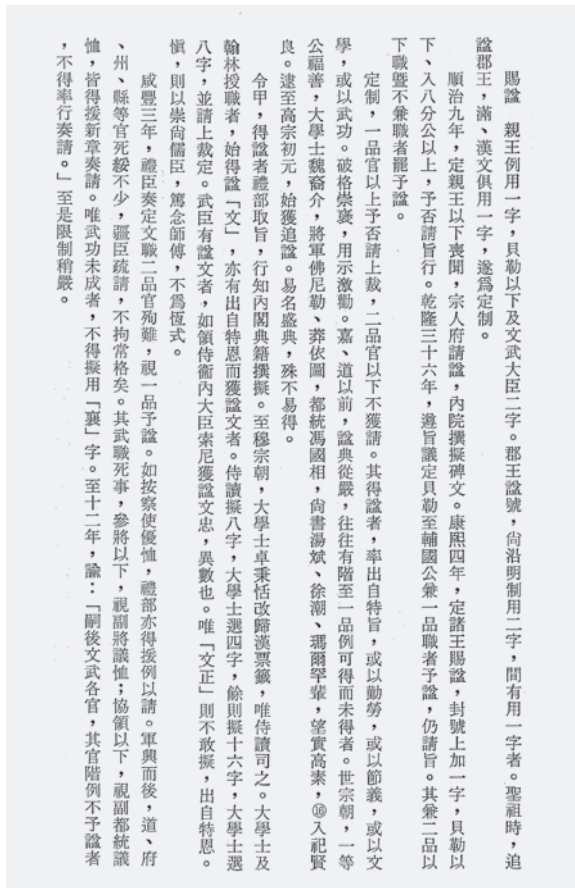 賜諡　親王例用一字，貝勒以下及文武大臣二字。郡王諡號，尙沿明制用二字，間有用一字者。聖祖時，追
諡郡王，滿、漢文俱用一字，遂爲定制。
順治九年，定親王以下喪聞，宗人府請諡，內院撰擬碑文。康熙四年，定諸王賜諡，封號上加一字，貝勒以
下、入八分公以上，予否請旨行。乾隆三十六年，遵旨議定貝勒至輔國公兼一品職者予諡，仍請旨。其兼二品以
下職暨不兼職者罷予諡。
定制，一品官以上予否請上裁，二品官以下不獲請。其得諡者，率出自特旨，或以勤勞，或以節義，或以文
學，或以武功。破格崇襃，用示激勸。嘉、道以前，諡典從嚴，往往有階至一品例可得而未得者。世宗朝，一等
公福善，大學士魏裔介，將軍佛尼勒、莽依圖，都統馮國相，尙書湯斌、徐潮、瑪爾罕輩，望實高素，⑯入祀賢
良。逮至高宗初元，始獲追諡。易名盛典，殊不易得。
令甲，得諡者禮部取旨，行知內閣典籍撰擬。至穆宗朝，大學士卓秉恬改歸漢票籤，唯侍讀司之。大學士及
翰林授職者，始得諡「文」，亦有出自特恩而獲諡文者。侍讀擬八字，大學士選四字，餘則擬十六字，大學士選
八字，並請上裁定。武臣有諡文者，如領侍衞內大臣索尼獲諡文忠，異數也。唯「文正」則不敢擬，出自特恩。
愼，則以崇尙儒臣，篤念師傅，不爲恆式。
咸豐三年，禮臣奏定文職二品官殉難，視一品予諡。如按察使優恤，禮部亦得援例以請。軍興而後，道、府
、州、縣等官死綏不少，疆臣疏請，不拘常格矣。其武職死事，參將以下，視副將議恤；協領以下，視副都統議
恤，皆得援新章奏請。唯武功未成者，不得擬用「襄」字。至十二年，諭：「嗣後文武各官，其官階例不予諡者
，不得率行奏請。」至是限制稍嚴。